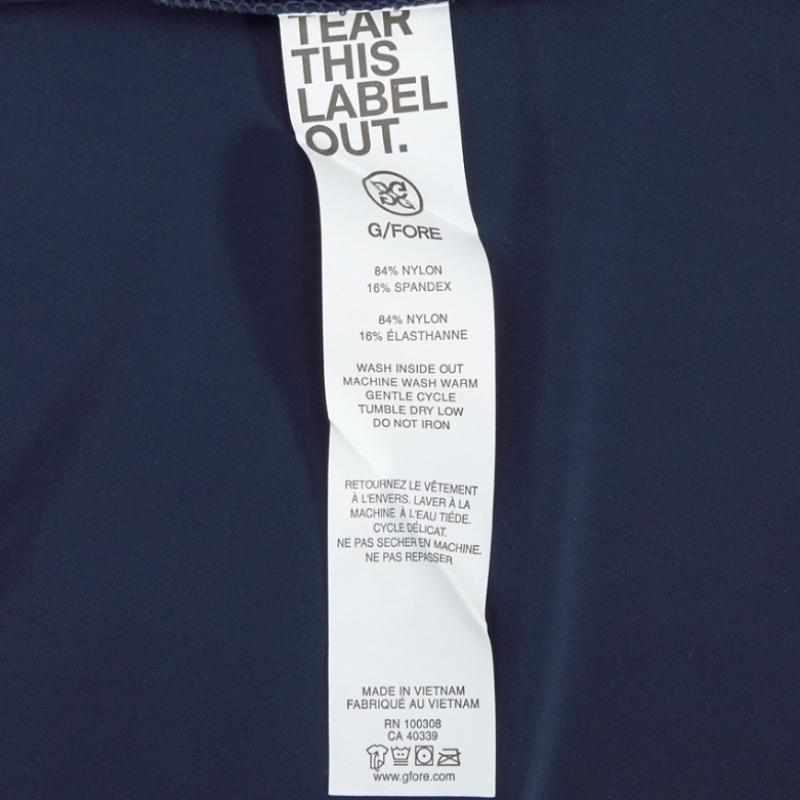 TEAR
THIS
LABEL
OUT.
G/FORE
84% NYLON
16% SPANDEX
84% NYLON
16% ÉLASTHANNE
WASH INSIDE OUT
MACHINE WASH WARM
GENTLE CYCLE
TUMBLE DRY LOW
DO NOT IRON
RETOURNEZ LE VÊTEMENT
À L'ENVERS. LAVER À LA
MACHINE À L'EAU TIÉDE.
CYCLE DÉLICAT.
NE PAS SECHER EN MACHINE.
NE PAS REPASSER
MADE IN VIETNAM
FABRIQUÉ AU VIETNAM
RN 100308
CA 40339
www.gfore.com